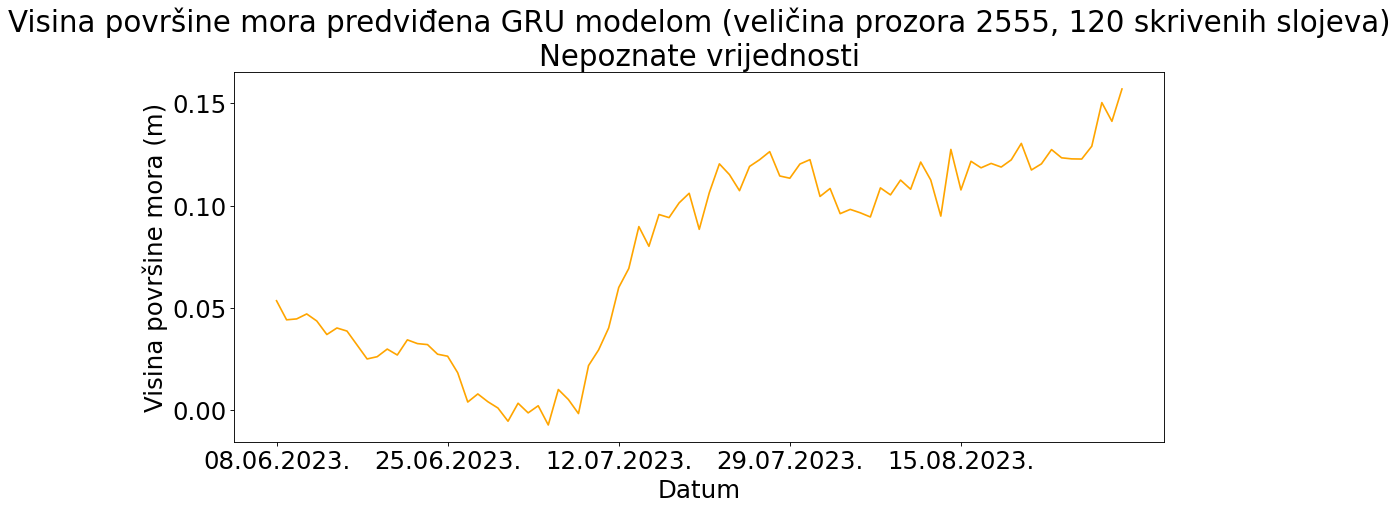 Visina površine mora predviđena GRU modelom (veličina prozora 2555, 120 skrivenih slojeva)
Nepoznate vrijednosti
Visina površine mora (m)
0.15
0.10
0.05
0.00
08.06.2023. 25.06.2023. 12.07.2023. 29.07.2023. 15.08.2023.
Datum